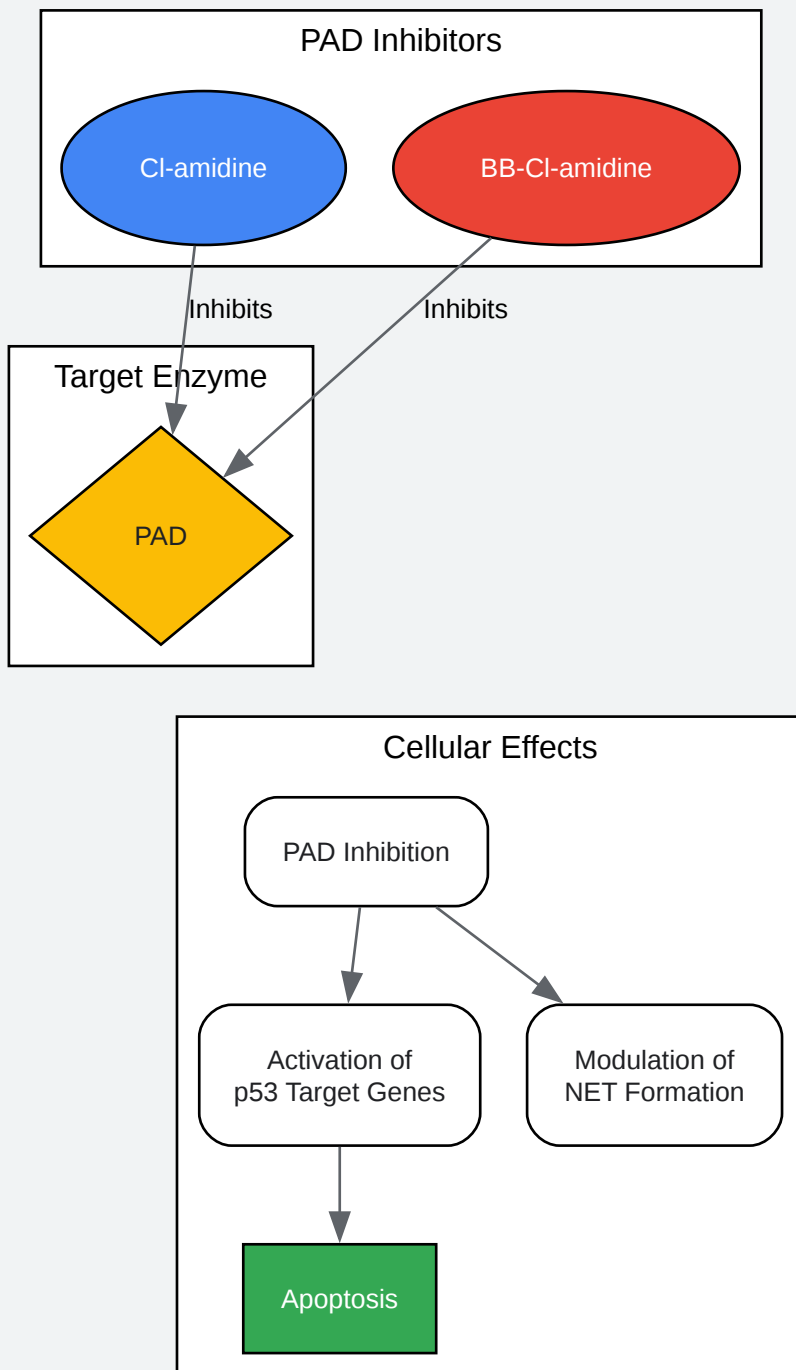 PAD Inhibitors
Cl-amidine
BB-Cl-amidine
Inhibits
Inhibits
Target Enzyme
PAD
Cellular Effects
PAD Inhibition
Activation of
p53 Target Genes
Modulation of
NET Formation
Apoptosis